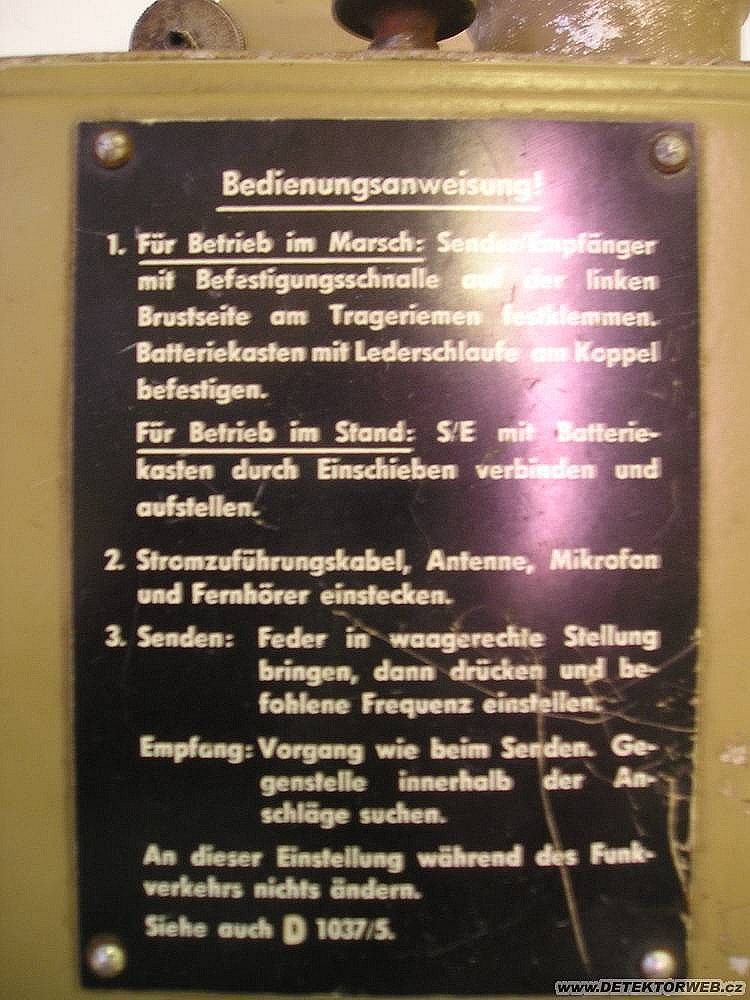 Bedienungsanweisung!
1. Für Betrieb im Marsch: Sender/Empfänger
mit Befestigungsschnalle auf der linken
Brustseite am Trageriemen festklemmen.
Batteriekasten mit Lederschlaufe am Koppel
befestigen.
Für Betrieb im Stand: S/E mit Batterie-
kasten durch Einschieben verbinden und
aufstellen.
2. Stromzuführungskabel, Antenne, Mikrofon
und Fernhörer einstecken.
3. Senden: Feder in waagerechte Stellung
bringen, dann drücken und be-
fohlene Frequenz einstellen.
Empfang: Vorgang wie beim Senden. Ge-
genstelle innerhalb der An-
schläge suchen.
An dieser Einstellung während des Funk-
verkehrs nichts ändern.
Siehe auch D 1037/5.
www.DETEKTORWEB.cz